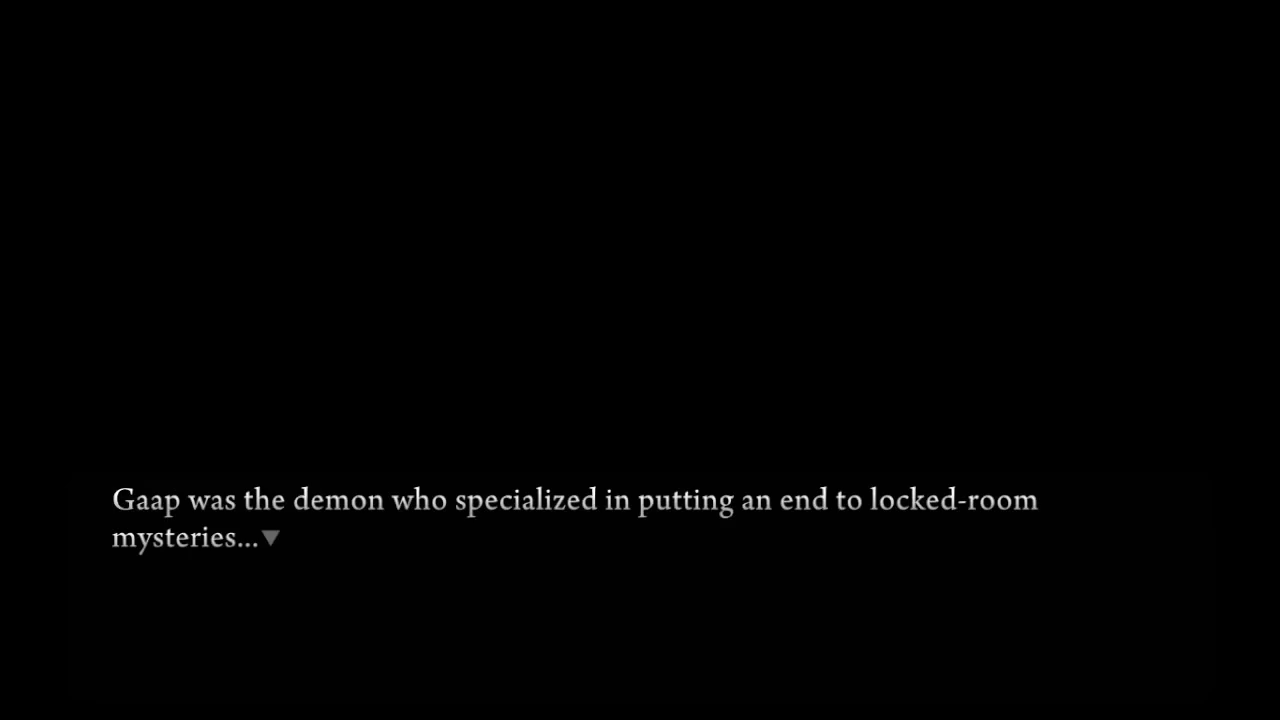 Gaap was the demon who specialized in putting an end to locked-room
mysteries...